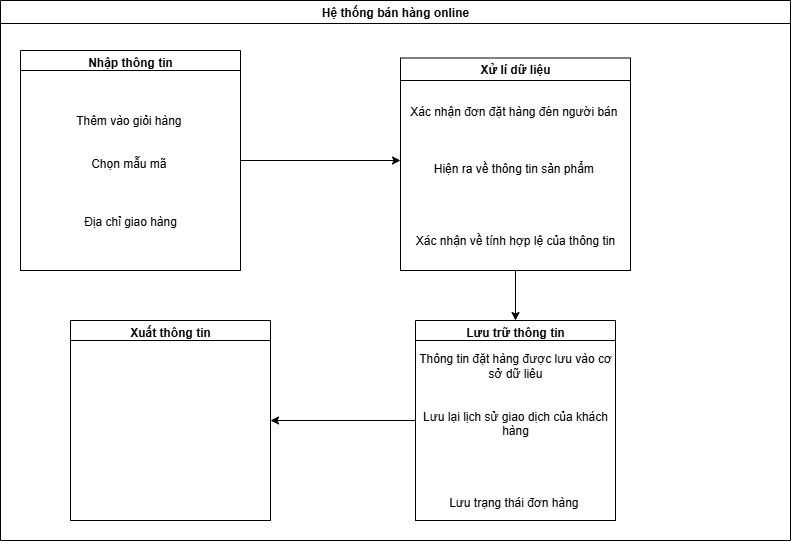 Hệ thống bán hàng online
Nhập thông tin
Thêm vào giỏi hàng
Chọn mẫu mã
Địa chỉ giao hàng
Xử lí dữ liệu
Xác nhận đơn đặt hàng đén người bán
Hiện ra về thông tin sản phẩm
Xác nhận về tính hợp lệ của thông tin
Xuất thông tin
Lưu trữ thông tin
Thông tin đặt hàng được lưu vào cơ
sở dữ liêu
Lưu lại lịch sử giao dịch của khách
hàng
Lưu trạng thái đơn hàng